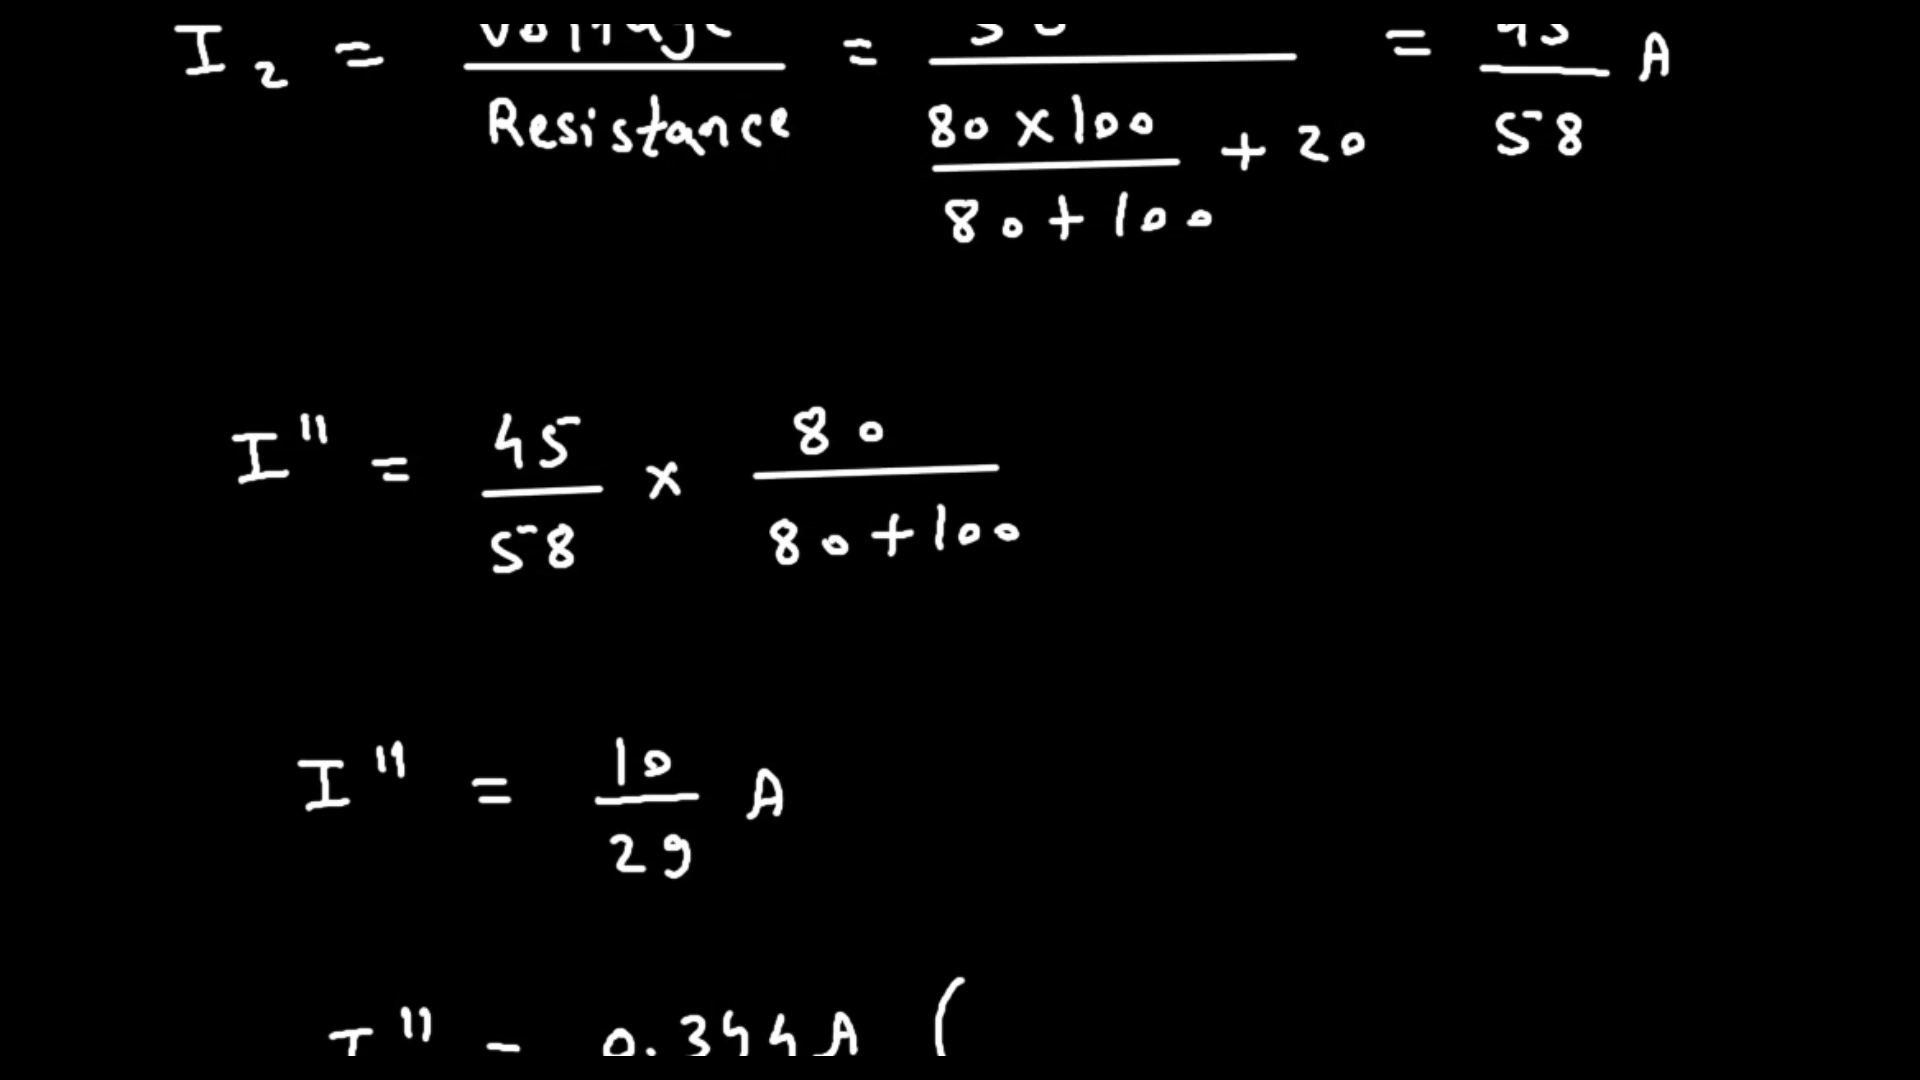 I₂ = Voltage / Resistance = 50 / ((80 × 100) / (80 + 100) + 20) = 45 / 58 A
I" = 45 / 58 × 80 / (80 + 100)
I" = 10 / 29 A
I" = 0.344 A (